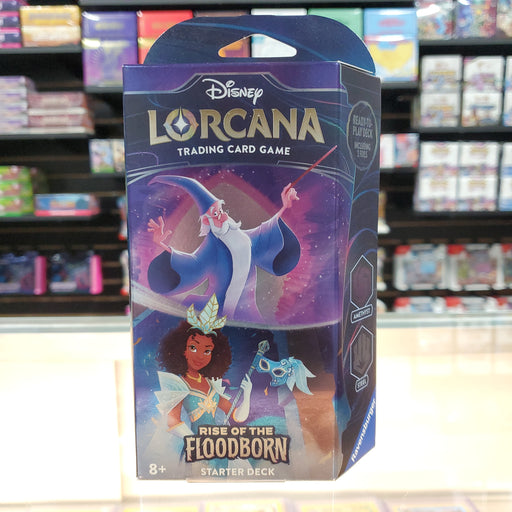 Disney
LORCANA
TRADING CARD GAME
READY-TO-
PLAY DECK
INCLUDING
AMETHYST
STEEL
RISE OF THE
FLOODBORN
STARTER DECK
8+
Ravensburger